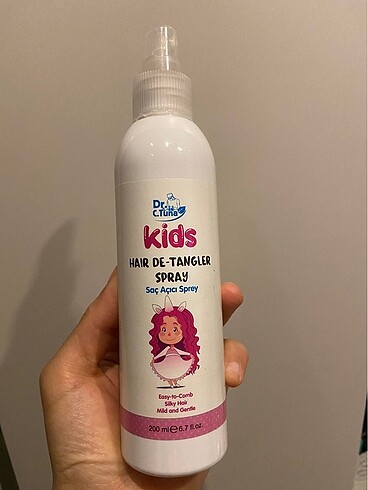 Dr.
C.Tuna
Kids
HAIR DE-TANGLER
SPRAY
Saç Açıcı Sprey
Easy-to-Comb
Silky Hair
Mild and Gentle
200 ml ℮ 6.7 fl.oz.